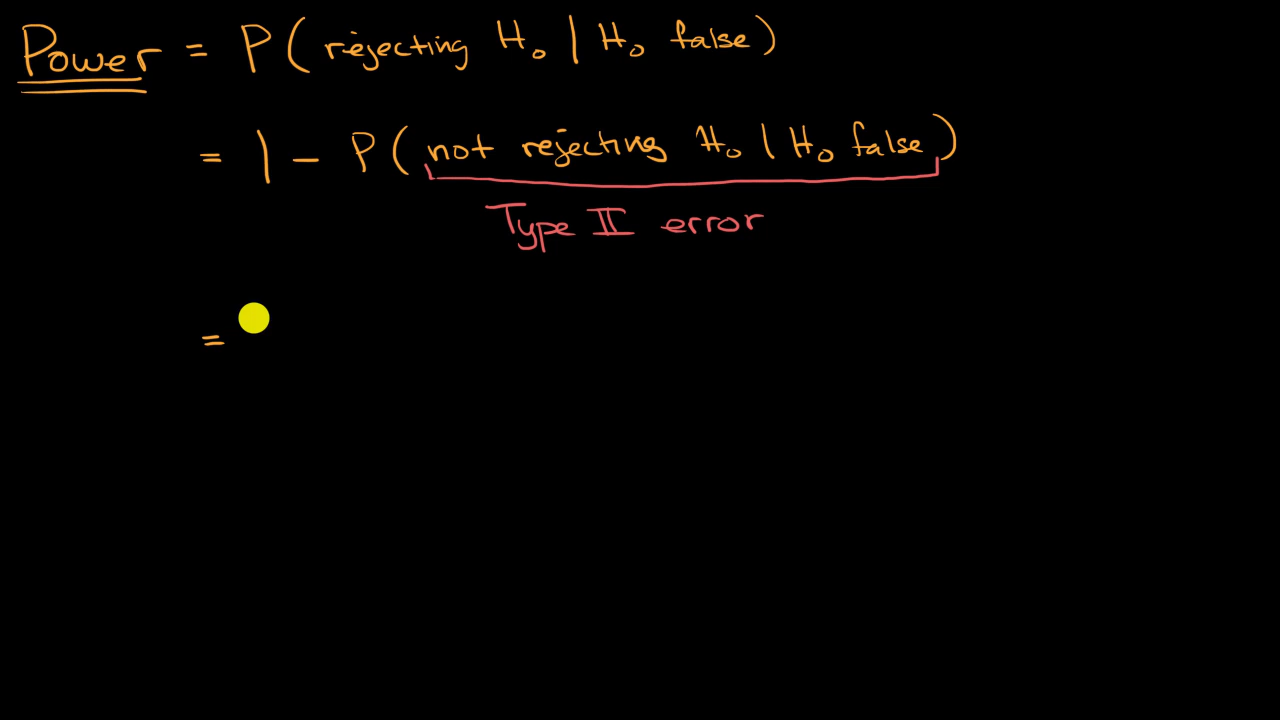 Power = P(rejecting H₀ | H₀ false)
= 1 - P(not rejecting H₀ | H₀ false)
Type II error
=